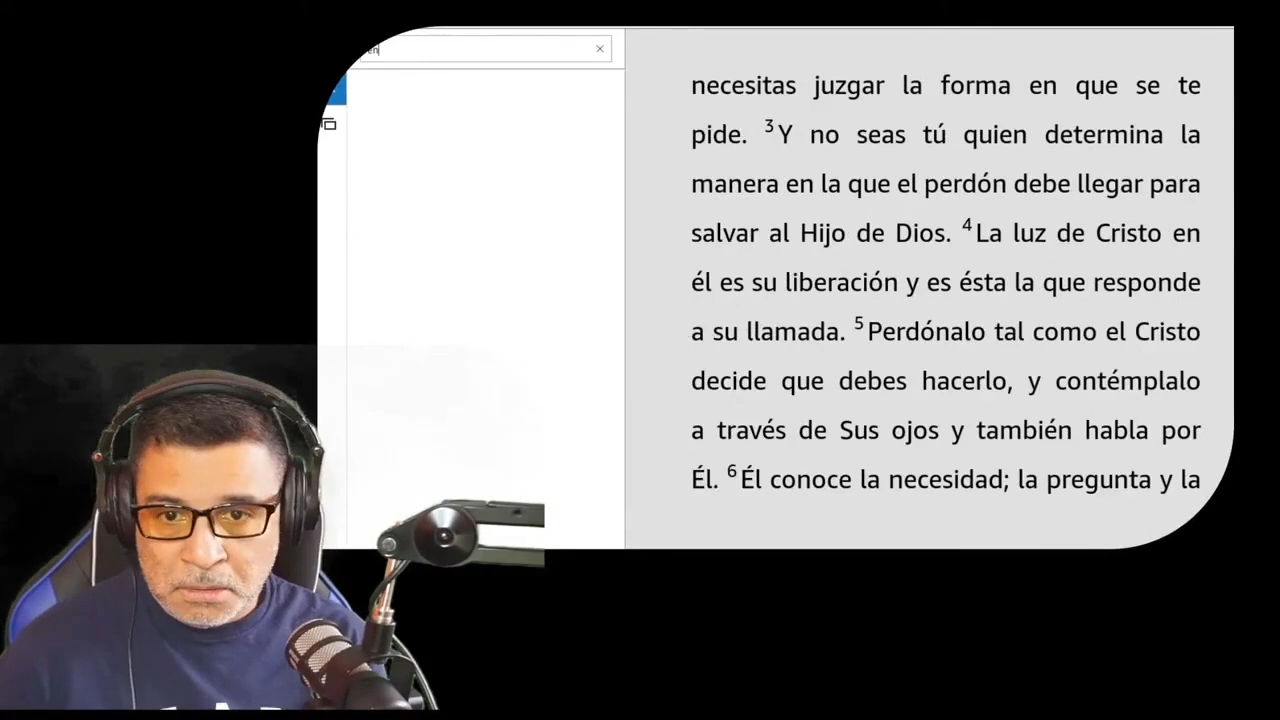 en
necesitas juzgar la forma en que se te
pide. ³Y no seas tú quien determina la
manera en la que el perdón debe llegar para
salvar al Hijo de Dios. ⁴La luz de Cristo en
él es su liberación y es ésta la que responde
a su llamada. ⁵Perdónalo tal como el Cristo
decide que debes hacerlo, y contémplalo
a través de Sus ojos y también habla por
Él. ⁶Él conoce la necesidad; la pregunta y la